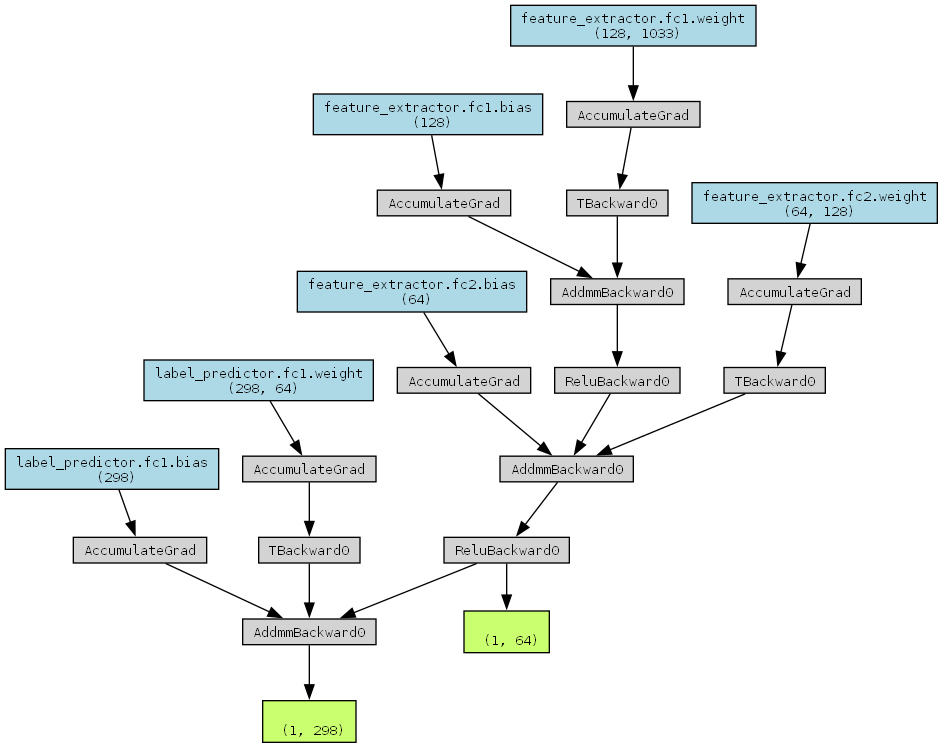 feature_extractor.fc1.weight
(128, 1033)
feature_extractor.fc1.bias
(128)
AccumulateGrad
AccumulateGrad
TBackward0
feature_extractor.fc2.weight
(64, 128)
feature_extractor.fc2.bias
(64)
AddmmBackward0
AccumulateGrad
label_predictor.fc1.weight
(298, 64)
AccumulateGrad
ReluBackward0
TBackward0
label_predictor.fc1.bias
(298)
AccumulateGrad
AddmmBackward0
AccumulateGrad
TBackward0
ReluBackward0
AddmmBackward0
(1, 64)
(1, 298)